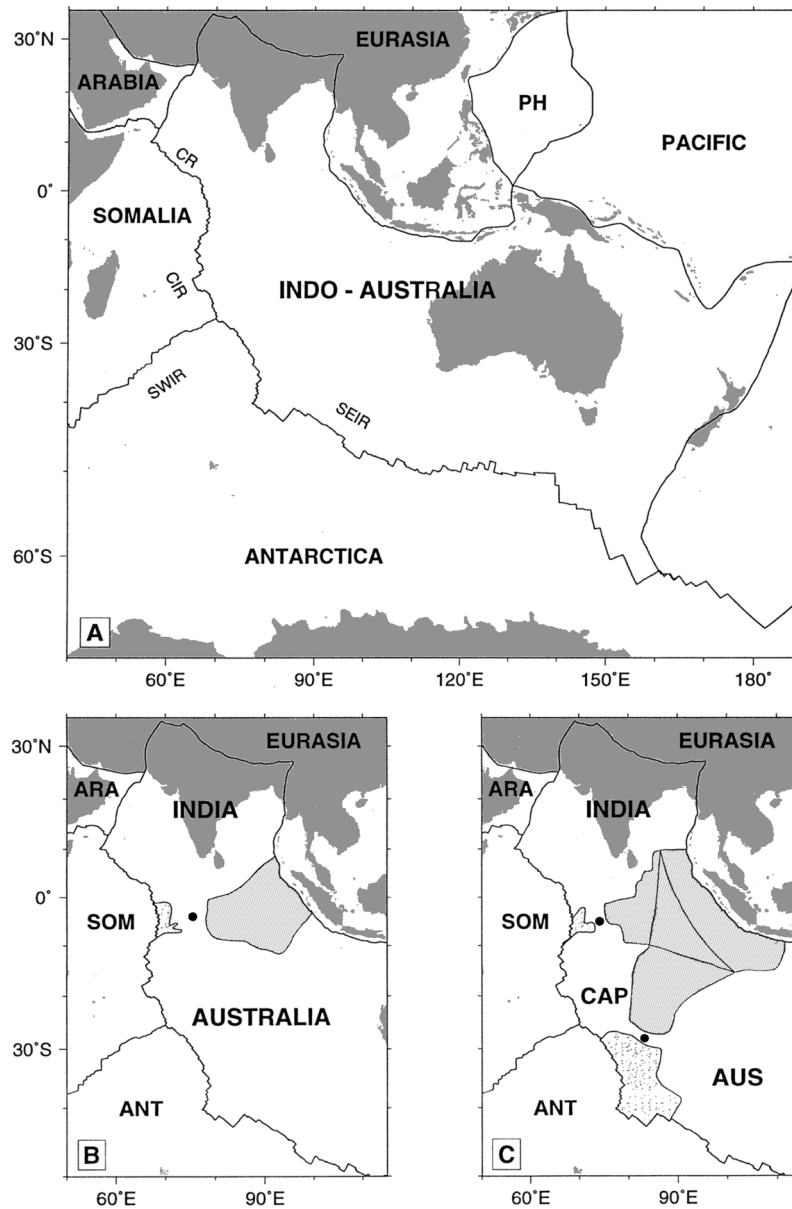 30°N
0°
30°S
60°S
EURASIA
ARABIA
PH
PACIFIC
CR
SOMALIA
CIR
INDO - AUSTRALIA
SWIR
SEIR
ANTARCTICA
A
60°E
90°E
120°E
150°E
180°
30°N
0°
30°S
EURASIA
ARA
INDIA
SOM
AUSTRALIA
ANT
B
60°E
90°E
EURASIA
ARA
INDIA
SOM
CAP
AUS
ANT
C
60°E
90°E